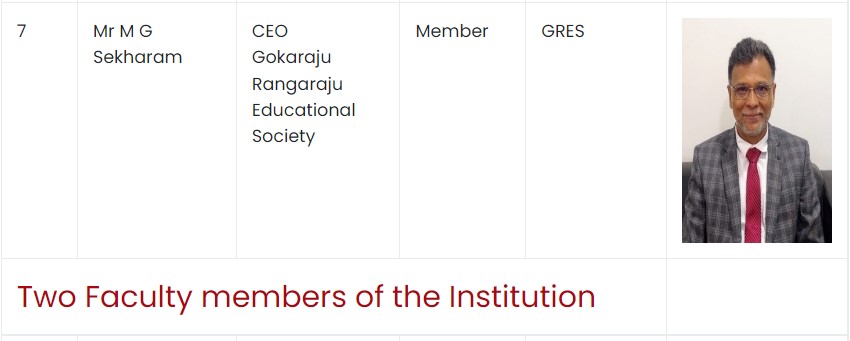 7
Mr M G
Sekharam
CEO
Gokaraju
Rangaraju
Educational
Society
Member
GRES
Two Faculty members of the Institution